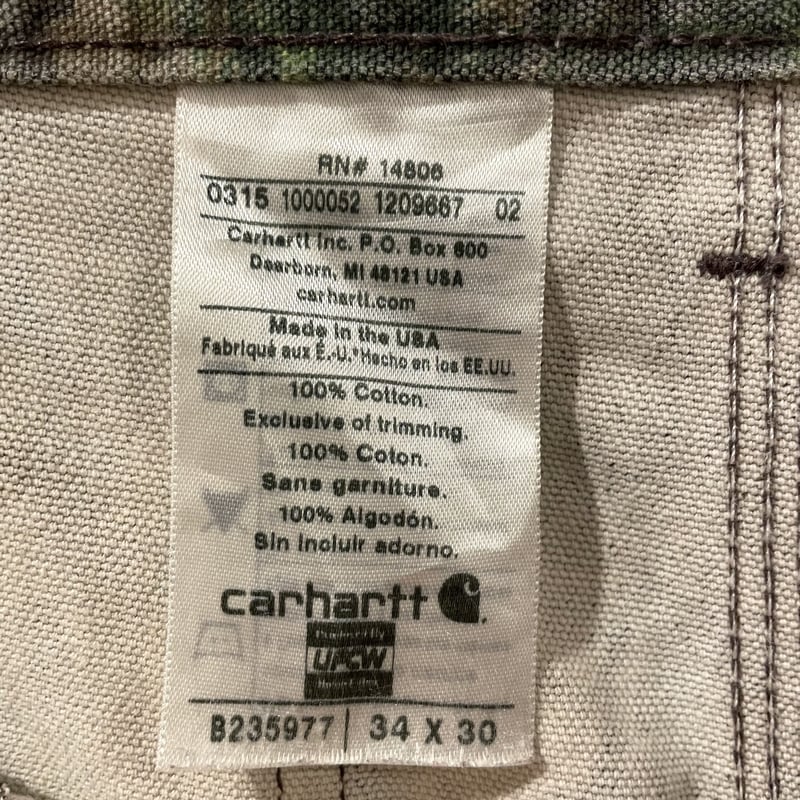 RN# 14806
0315 1000052 1209667 02
Carhartt Inc. P.O. Box 600
Dearborn, MI 48121 USA
carhartt.com
Made in the USA
Fabriqué aux É.-U.*Hecho en los EE.UU.
100% Cotton.
Exclusive of trimming.
100% Coton.
Sans garniture.
100% Algodón.
Sin incluir adorno.
carhartt
UFCW
B235977 | 34 X 30